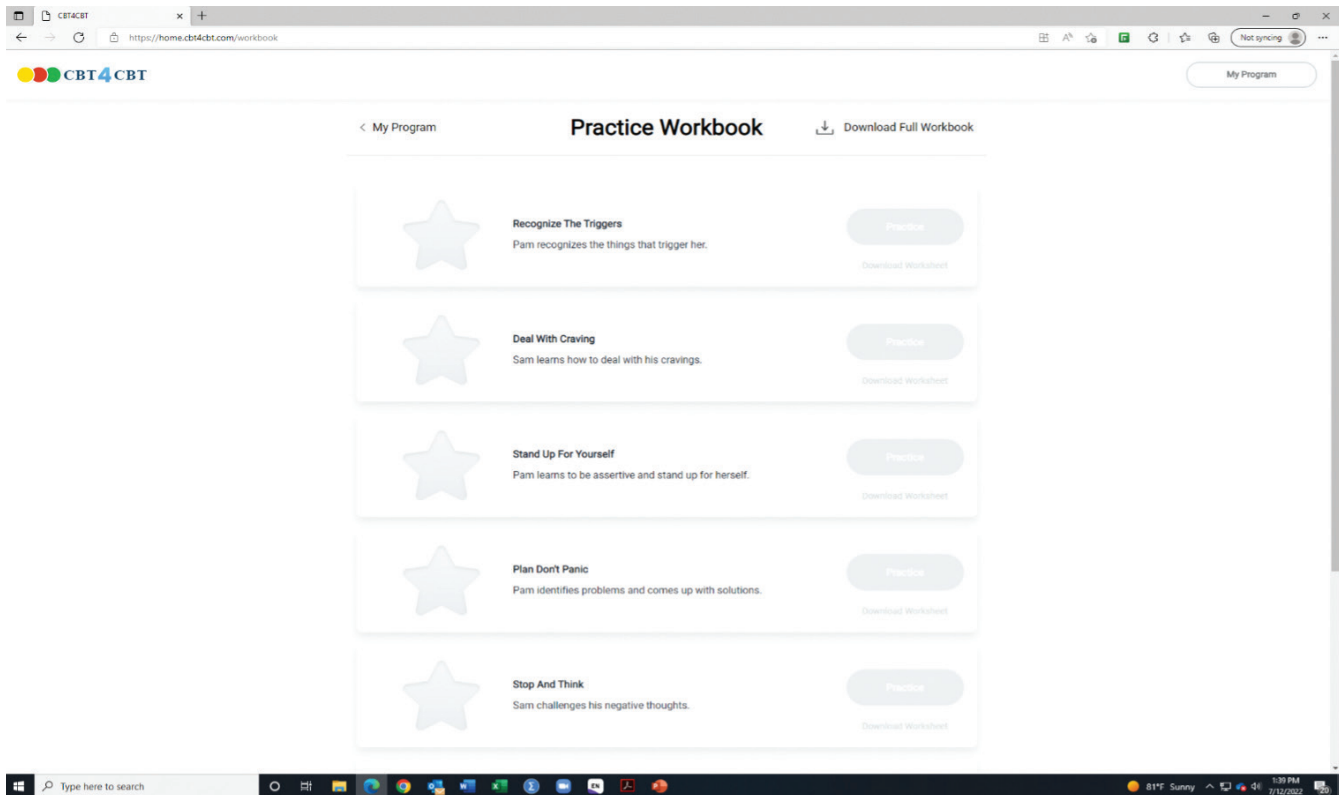 CBT4CBT
https://home.cbt4cbt.com/workbook
Not syncing
CBT4CBT
My Program
< My Program
Practice Workbook
Download Full Workbook
Recognize The Triggers
Pam recognizes the things that trigger her.
Practice
Download Worksheet
Deal With Craving
Sam learns how to deal with his cravings.
Practice
Download Worksheet
Stand Up For Yourself
Pam learns to be assertive and stand up for herself.
Practice
Download Worksheet
Plan Don't Panic
Pam identifies problems and comes up with solutions.
Practice
Download Worksheet
Stop And Think
Sam challenges his negative thoughts.
Practice
Download Worksheet
Type here to search
81°F Sunny
1:39 PM
7/12/2022